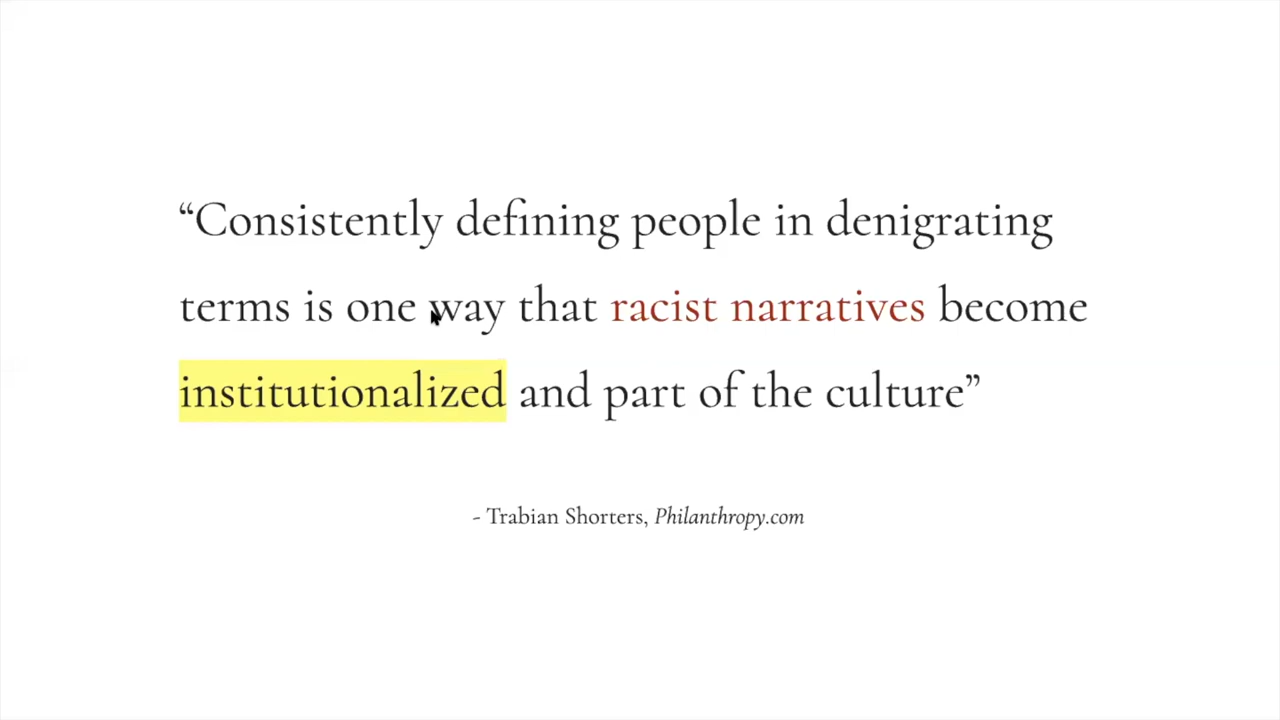 “Consistently defining people in denigrating
terms is one way that racist narratives become
institutionalized and part of the culture”
- Trabian Shorters, Philanthropy.com